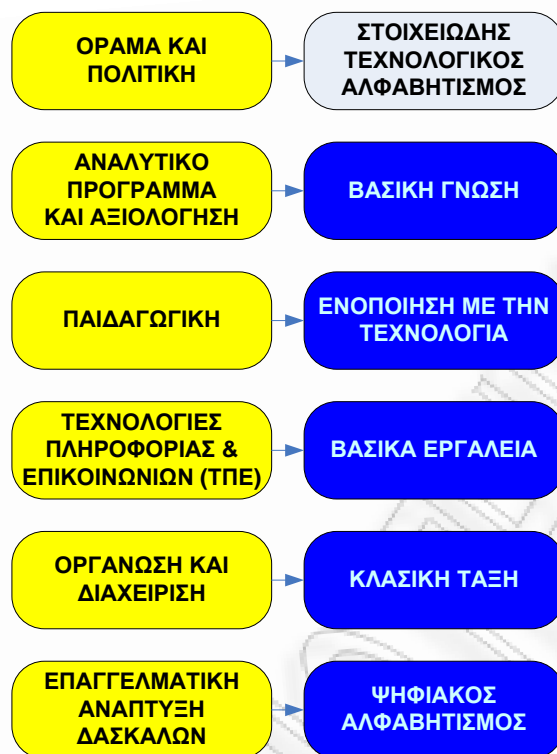 ΟΡΑΜΑ ΚΑΙ
ΠΟΛΙΤΙΚΗ
ΣΤΟΙΧΕΙΩΔΗΣ
ΤΕΧΝΟΛΟΓΙΚΟΣ
ΑΛΦΑΒΗΤΙΣΜΟΣ
ΑΝΑΛΥΤΙΚΟ
ΠΡΟΓΡΑΜΜΑ
ΚΑΙ ΑΞΙΟΛΟΓΗΣΗ
ΒΑΣΙΚΗ ΓΝΩΣΗ
ΠΑΙΔΑΓΩΓΙΚΗ
ΕΝΟΠΟΙΗΣΗ ΜΕ ΤΗΝ
ΤΕΧΝΟΛΟΓΙΑ
ΤΕΧΝΟΛΟΓΙΕΣ
ΠΛΗΡΟΦΟΡΙΑΣ &
ΕΠΙΚΟΙΝΩΝΙΩΝ (ΤΠΕ)
ΒΑΣΙΚΑ ΕΡΓΑΛΕΙΑ
ΟΡΓΑΝΩΣΗ ΚΑΙ
ΔΙΑΧΕΙΡΙΣΗ
ΚΛΑΣΙΚΗ ΤΑΞΗ
ΕΠΑΓΓΕΛΜΑΤΙΚΗ
ΑΝΑΠΤΥΞΗ
ΔΑΣΚΑΛΩΝ
ΨΗΦΙΑΚΟΣ
ΑΛΦΑΒΗΤΙΣΜΟΣ